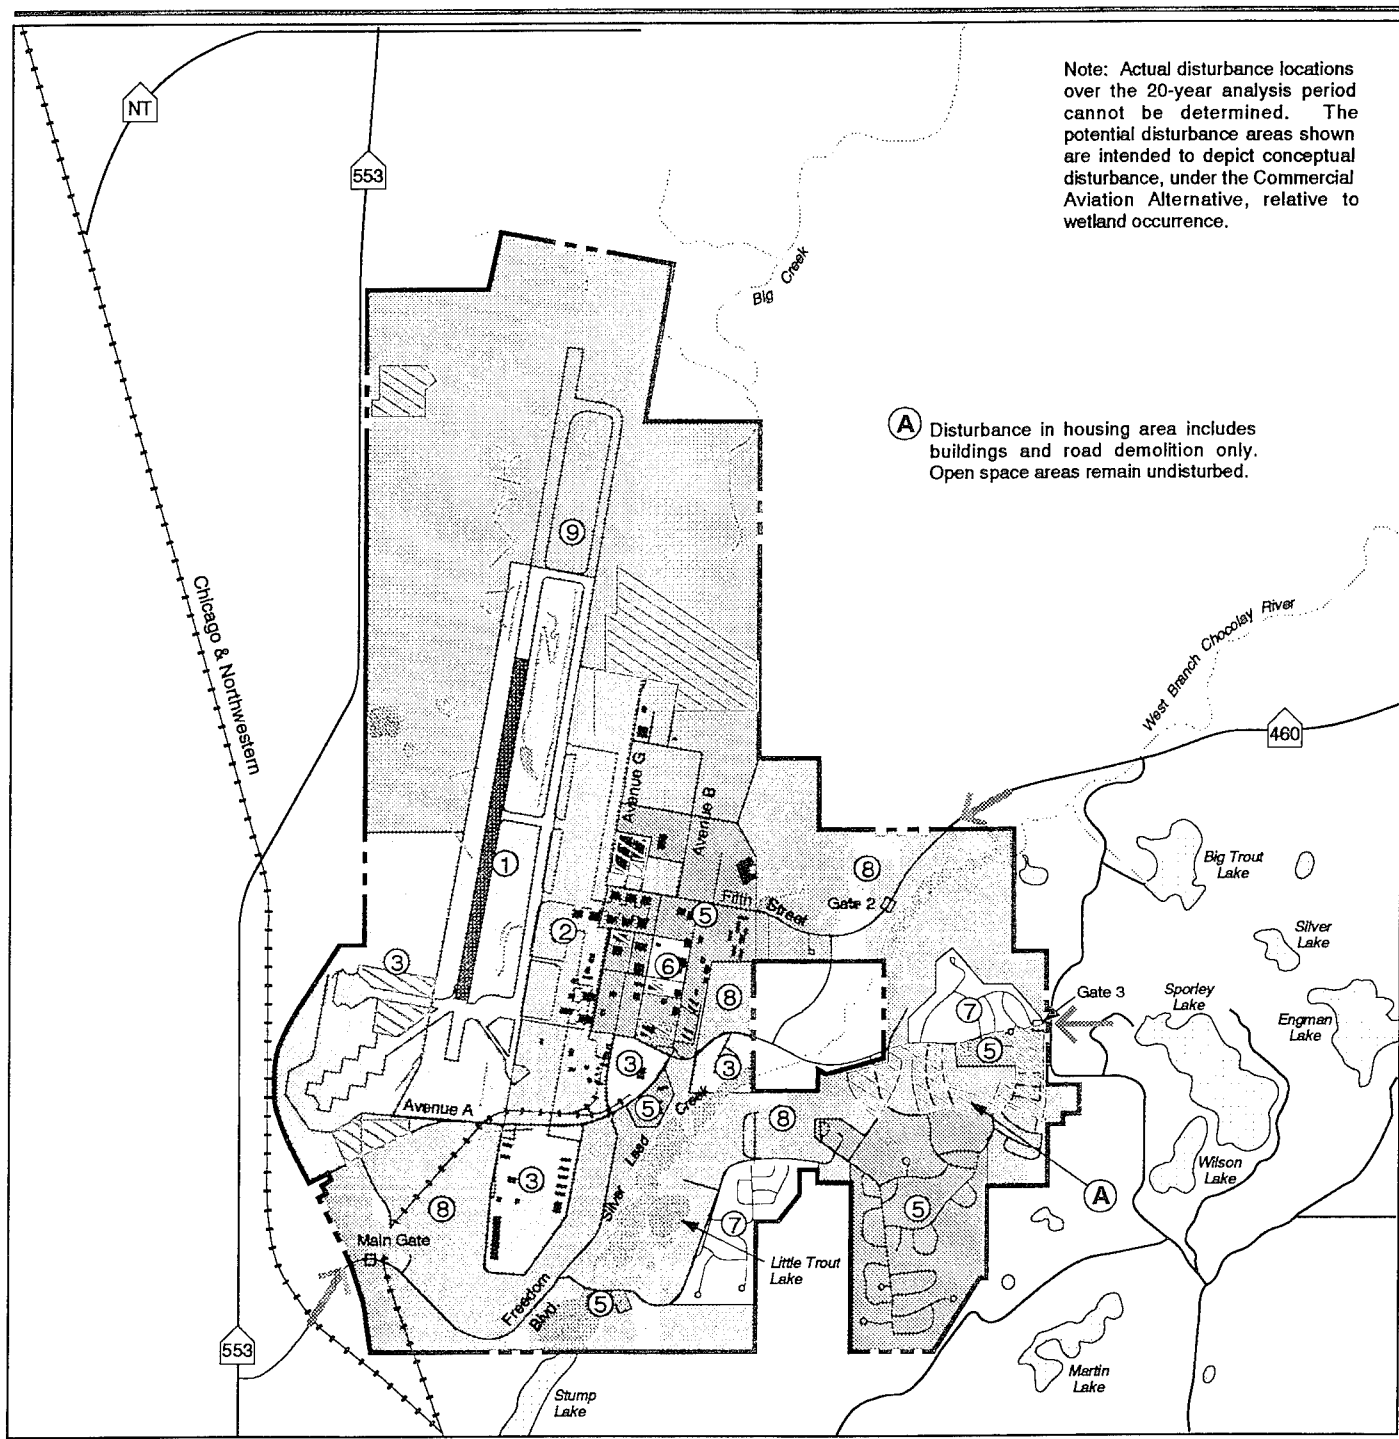 Note: Actual disturbance locations
over the 20-year analysis period
cannot be determined. The
potential disturbance areas shown
are intended to depict conceptual
disturbance, under the Commercial
Aviation Alternative, relative to
wetland occurrence.
NT
553
Big Creek
A Disturbance in housing area includes
buildings and road demolition only.
Open space areas remain undisturbed.
9
Chicago & Northwestern
West Branch Chocolay River
460
Avenue G
Avenue B
1
8
Big Trout
Lake
Gate 2
Fifth Street
5
2
Silver
Lake
3
6
8
7
Gate 3
Sporley
Lake
Engman
Lake
5
3
3
Avenue A
5
Creek
8
Lead
Silver
3
Wilson
Lake
A
8
5
7
Main Gate
Little Trout
Lake
Freedom
Blvd.
5
553
Martin
Lake
Stump
Lake